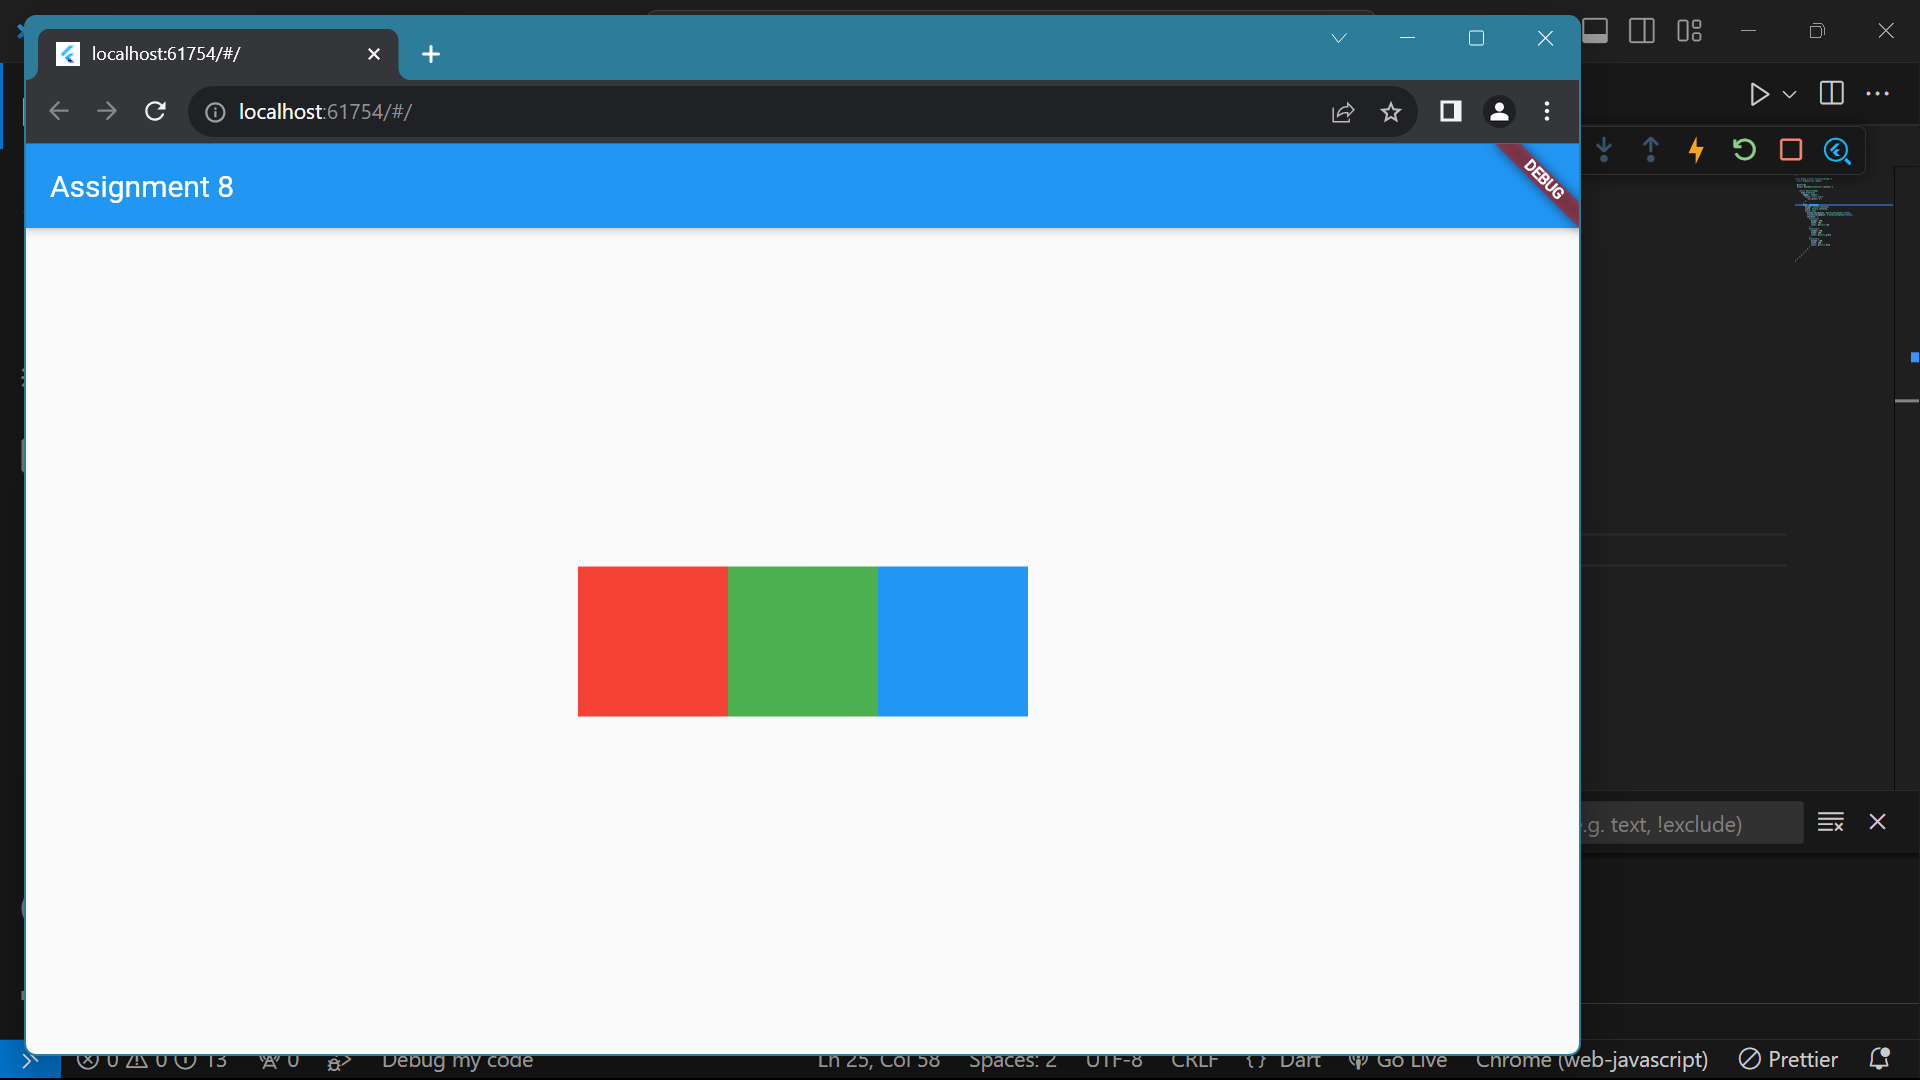 localhost:61754/#/
localhost:61754/#/
Assignment 8
DEBUG
.g. text, !exclude)
0 0 13 0 Debug my code Ln 25, Col 58 Spaces: 2 UTF-8 CRLF {} Dart Go Live Chrome (web-javascript) Prettier